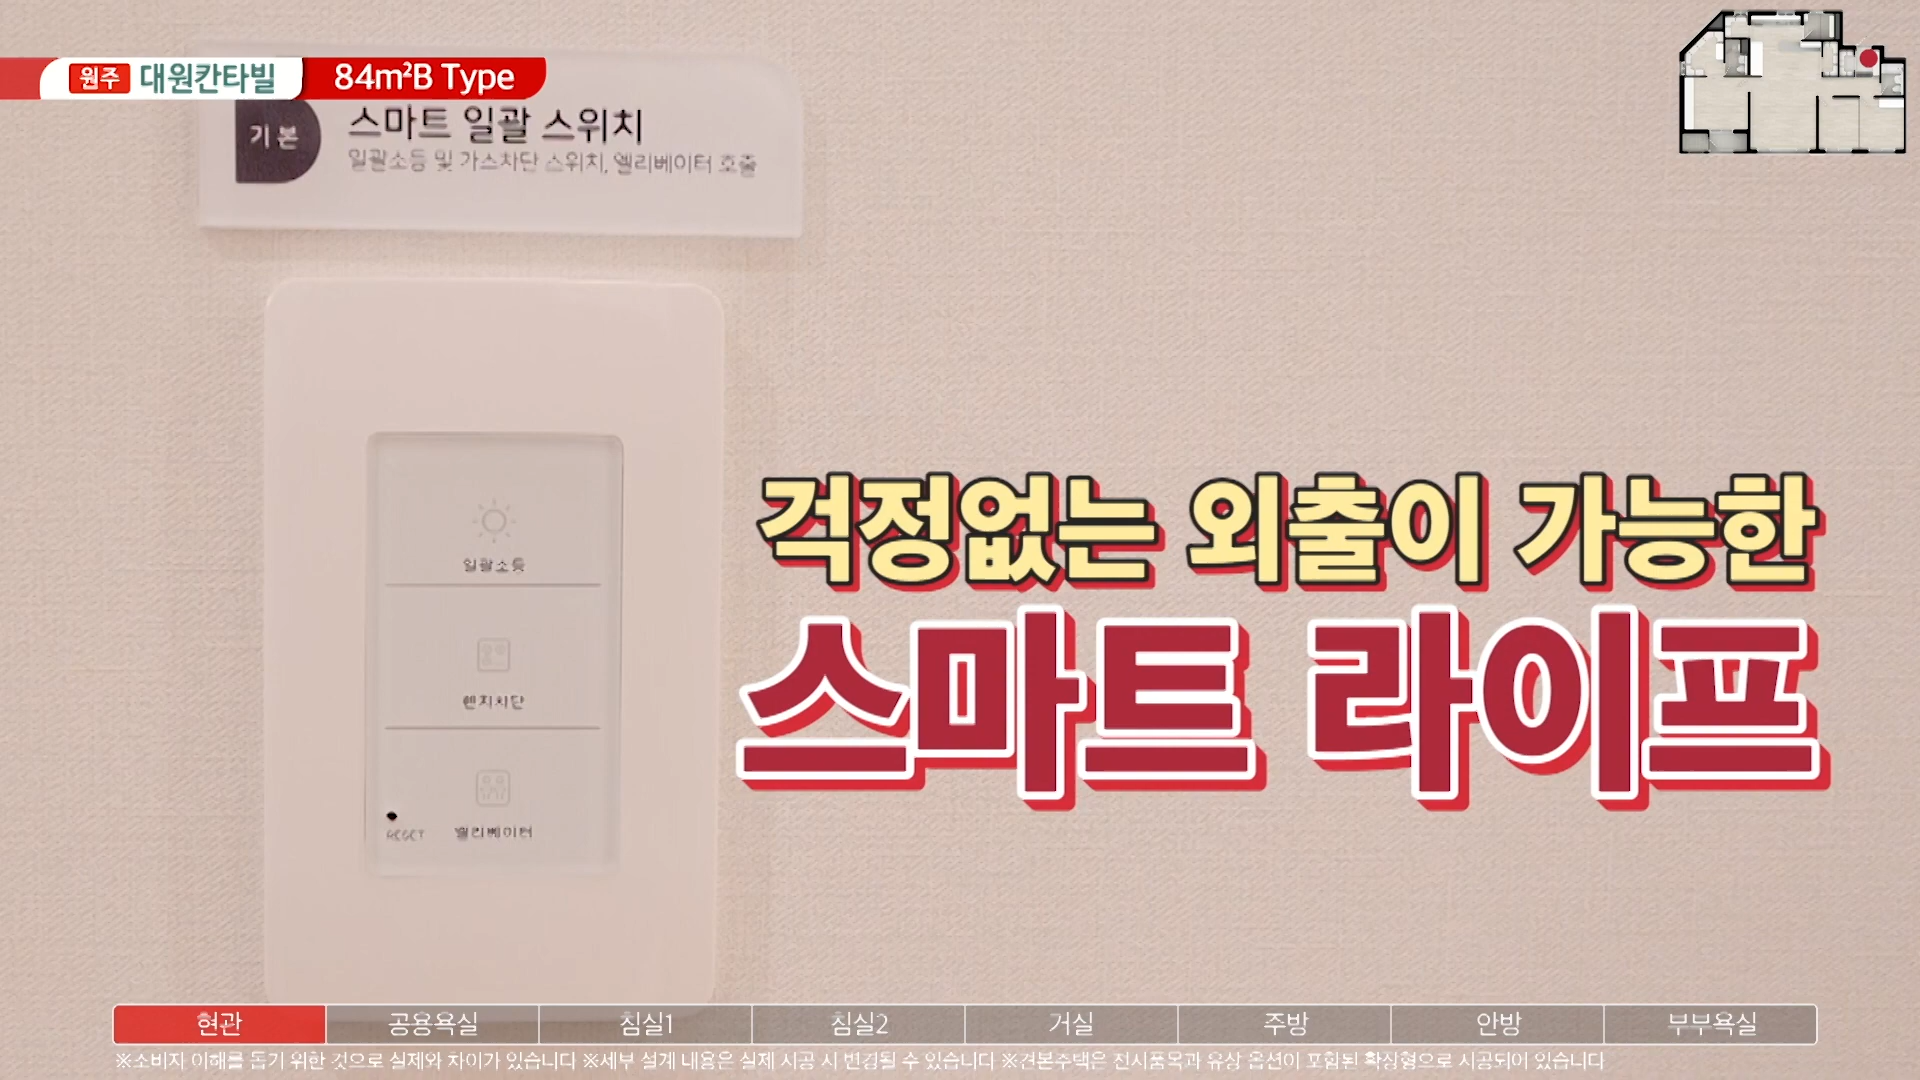 원주 대원칸타빌 84m²B Type
기본
스마트 일괄 스위치
일괄소등 및 가스차단 스위치, 엘리베이터 호출
일괄소등
렌지차단
RESET 엘리베이터
걱정없는 외출이 가능한
스마트 라이프
현관 공용욕실 침실1 침실2 거실 주방 안방 부부욕실
※소비자 이해를 돕기 위한 것으로 실제와 차이가 있습니다 ※세부 설계 내용은 실제 시공 시 변경될 수 있습니다 ※견본주택은 전시품목과 유상 옵션이 포함된 확장형으로 시공되어 있습니다